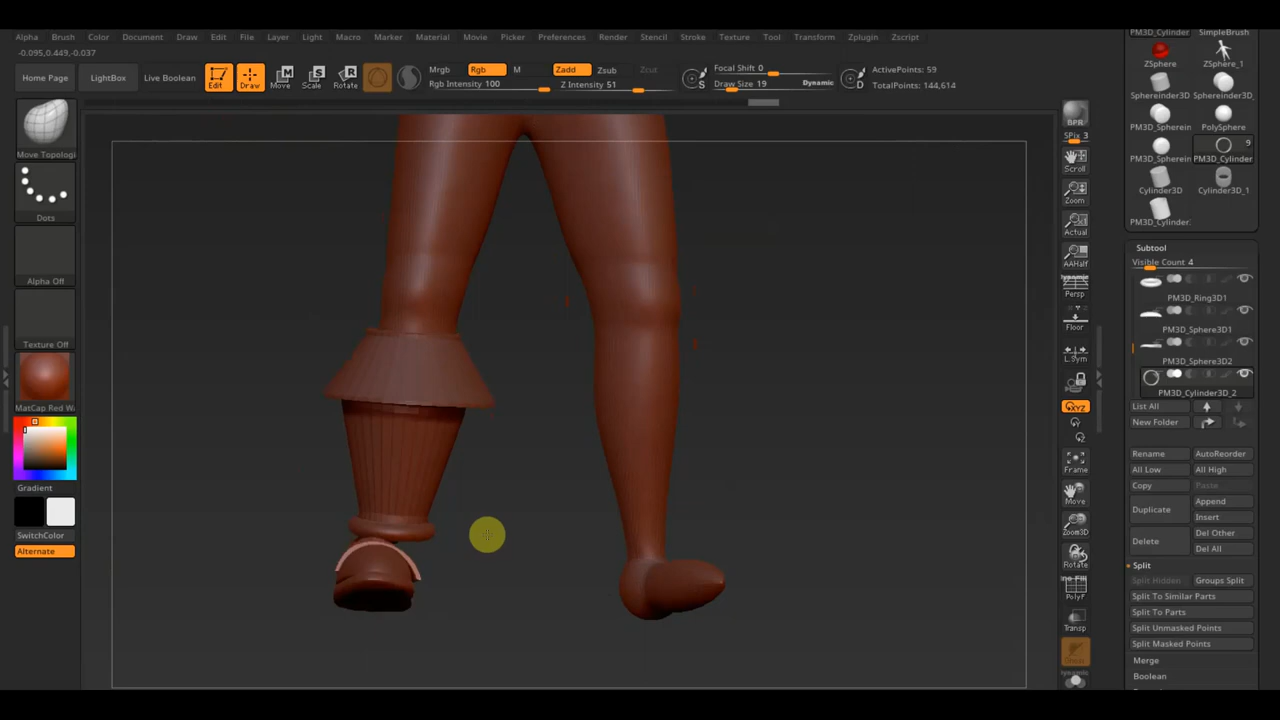 Alpha Brush Color Document Draw Edit File Layer Light Macro Marker Material Movie Picker Preferences Render Stencil Stroke Texture Tool Transform Zplugin Zscript
-0.095,0.449,-0.037
Home Page LightBox Live Boolean Edit Draw Move Scale Rotate
Mrgb Rgb M Zadd Zsub Zcut
Rgb Intensity 100 Z Intensity 51
S Focal Shift 0
Draw Size 19 Dynamic
D ActivePoints: 59
TotalPoints: 144,614
Move Topologi
Dots
Alpha Off
Texture Off
MatCap Red Wa
Gradient
SwitchColor
Alternate
BPR
SPix 3
Scroll
Zoom
Actual
AAHalf
Persp
Floor
L.Sym
XYZ
Frame
Move
Zoom3D
Rotate
PolyF
Transp
PM3D_Cylinder SimpleBrush
ZSphere ZSphere_1
Sphereinder3D Sphereinder3D_
PM3D_Spherein PolySphere
9
PM3D_Spherein PM3D_Cylinder
Cylinder3D Cylinder3D_1
PM3D_Cylinder
Subtool
Visible Count 4
PM3D_Ring3D1
PM3D_Sphere3D1
PM3D_Sphere3D2
PM3D_Cylinder3D_2
List All
New Folder
Rename AutoReorder
All Low All High
Copy Paste
Duplicate Append
Insert
Delete Del Other
Del All
Split
Split Hidden Groups Split
Split To Similar Parts
Split To Parts
Split Unmasked Points
Split Masked Points
Merge
Boolean